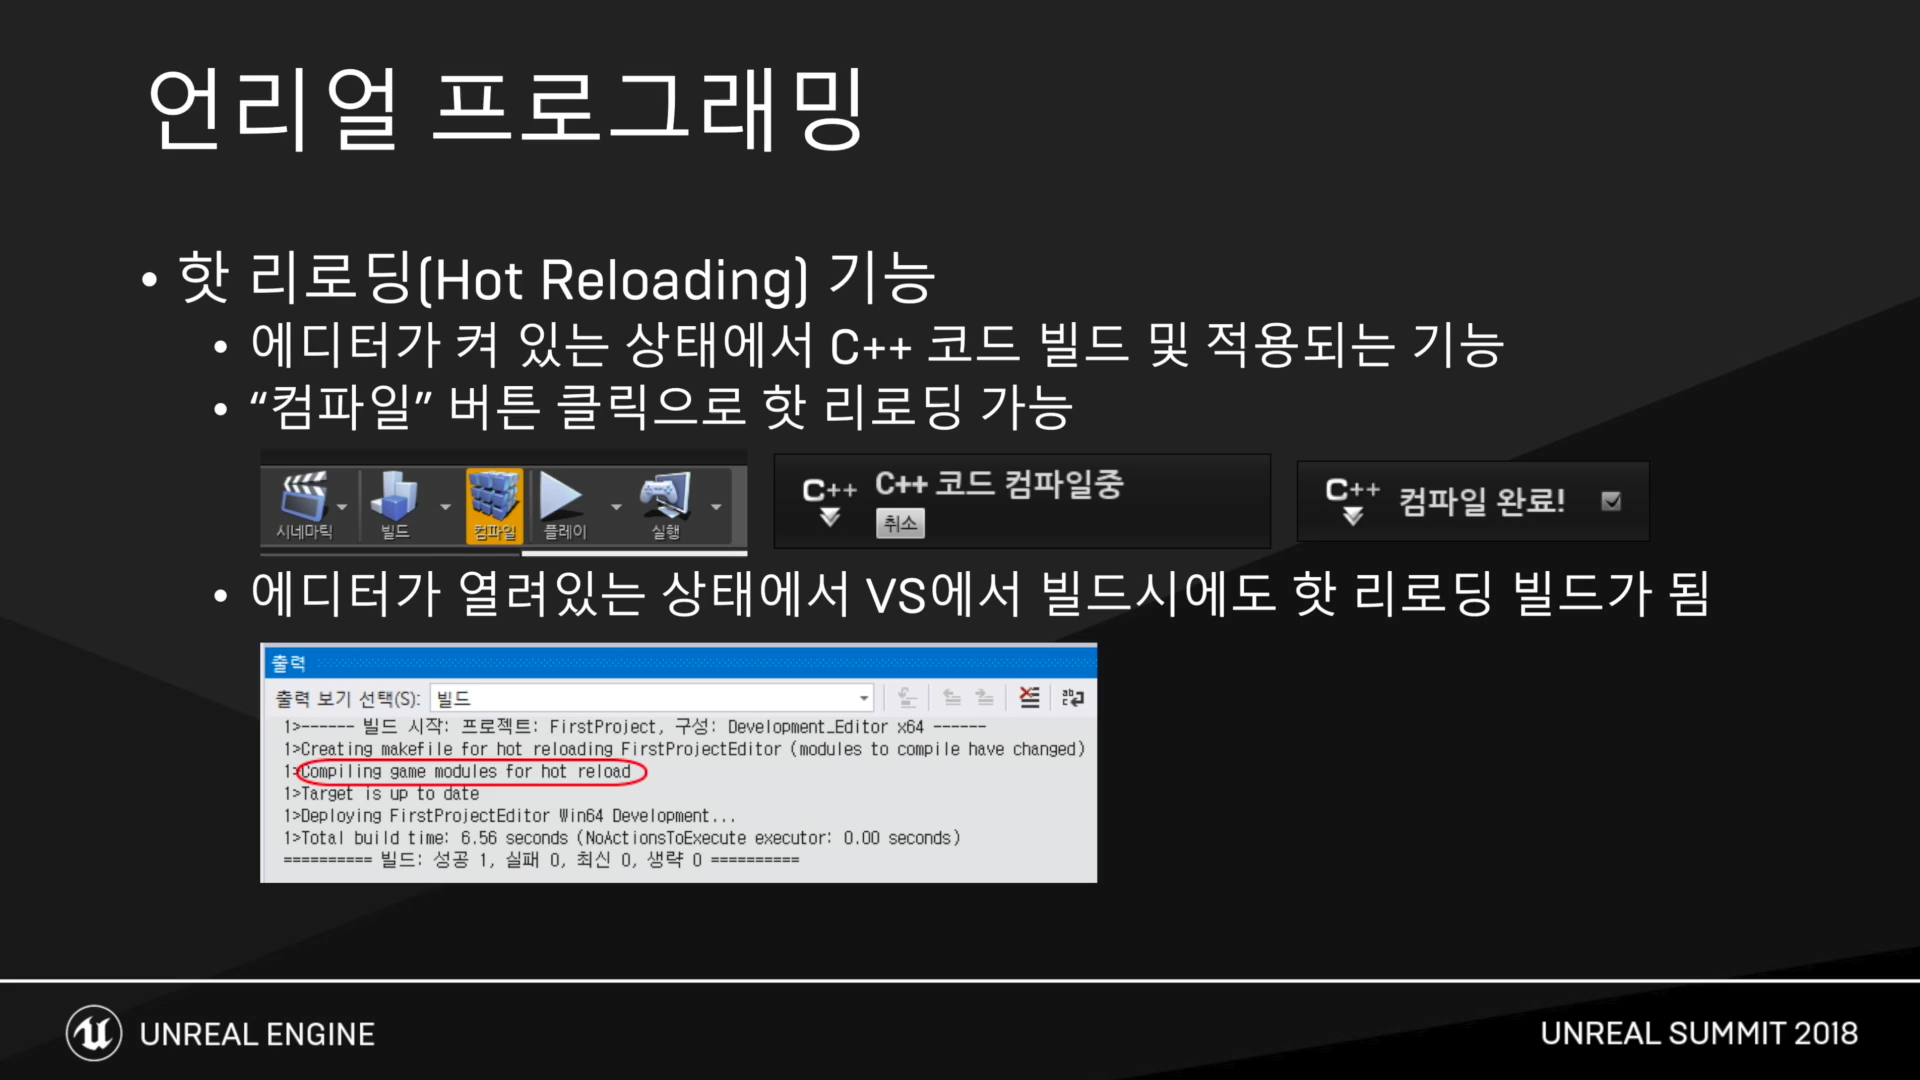 언리얼 프로그래밍
• 핫 리로딩(Hot Reloading) 기능
• 에디터가 켜 있는 상태에서 C++ 코드 빌드 및 적용되는 기능
• “컴파일” 버튼 클릭으로 핫 리로딩 가능
시네마틱 빌드 컴파일 플레이 실행
C++ C++ 코드 컴파일중
취소
C++ 컴파일 완료!
• 에디터가 열려있는 상태에서 VS에서 빌드시에도 핫 리로딩 빌드가 됨
출력
출력 보기 선택(S): 빌드
1>------ 빌드 시작: 프로젝트: FirstProject, 구성: Development_Editor x64 ------
1>Creating makefile for hot reloading FirstProjectEditor (modules to compile have changed)
1>Compiling game modules for hot reload
1>Target is up to date
1>Deploying FirstProjectEditor Win64 Development...
1>Total build time: 6.56 seconds (NoActionsToExecute executor: 0.00 seconds)
========== 빌드: 성공 1, 실패 0, 최신 0, 생략 0 ==========
UNREAL ENGINE
UNREAL SUMMIT 2018